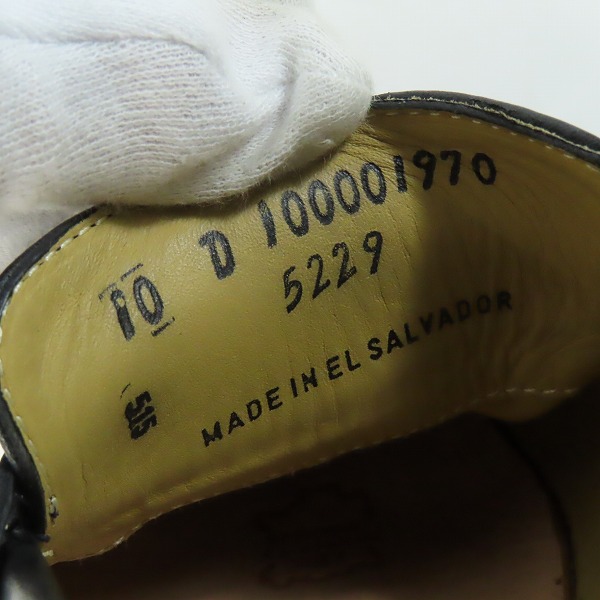 10 D 100001970
5229
515
MADE IN EL SALVADOR